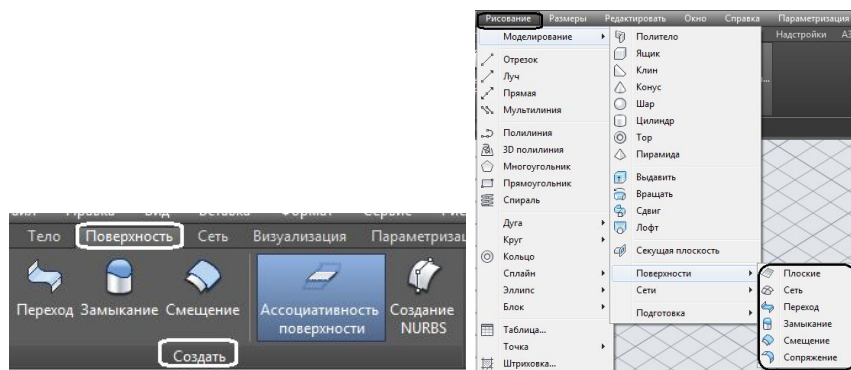 Тело Поверхность Сеть Визуализация
Переход Замыкание Смещение Ассоциативность поверхности Создание NURBS
Создать
Рисование Размеры Редактировать Окно Справка Параметризация
Надстройки
Моделирование
Отрезок
Луч
Прямая
Мультилиния
Полилиния
3D полилиния
Многоугольник
Прямоугольник
Спираль
Дуга
Круг
Кольцо
Сплайн
Эллипс
Блок
Таблица...
Точка
Штриховка...
Политело
Ящик
Клин
Конус
Шар
Цилиндр
Тор
Пирамида
Выдавить
Вращать
Сдвиг
Лофт
Секущая плоскость
Поверхности
Сети
Подготовка
Плоские
Сеть
Переход
Замыкание
Смещение
Сопряжение